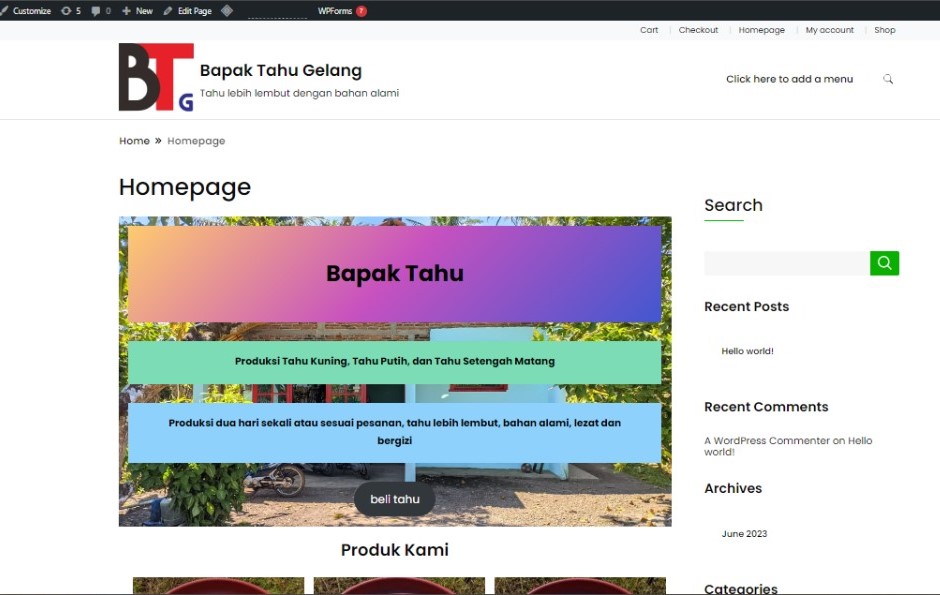 Customize 5 0 New Edit Page WPForms 7
Cart Checkout Homepage My account Shop
BTG
Bapak Tahu Gelang
Tahu lebih lembut dengan bahan alami
Click here to add a menu
Home » Homepage
Homepage
Bapak Tahu
Produksi Tahu Kuning, Tahu Putih, dan Tahu Setengah Matang
Produksi dua hari sekali atau sesuai pesanan, tahu lebih lembut, bahan alami, lezat dan
bergizi
beli tahu
Produk Kami
Search
Recent Posts
Hello world!
Recent Comments
A WordPress Commenter on Hello
world!
Archives
June 2023
Categories